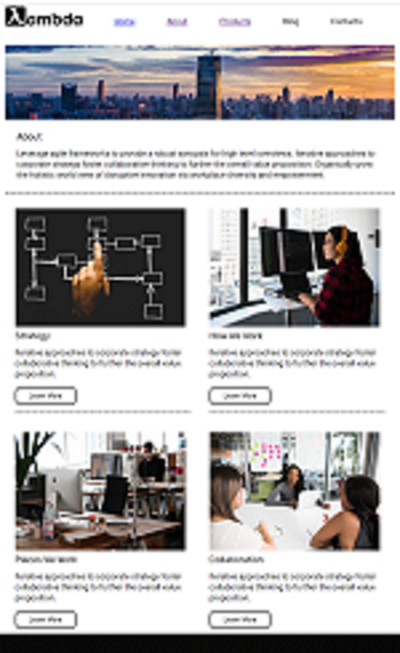 λambda
Home About Products Blog Contacts
About
Leverage agile frameworks to provide a robust synopsis for high level overviews. Iterative approaches to
corporate strategy foster collaborative thinking to further the overall value proposition. Organically grow
the holistic world view of disruptive innovation via workplace diversity and empowerment.
Strategy
Iterative approaches to corporate strategy foster
collaborative thinking to further the overall value
proposition.
Learn More
How we work
Iterative approaches to corporate strategy foster
collaborative thinking to further the overall value
proposition.
Learn More
Places we work
Iterative approaches to corporate strategy foster
collaborative thinking to further the overall value
proposition.
Learn More
Collaboration
Iterative approaches to corporate strategy foster
collaborative thinking to further the overall value
proposition.
Learn More